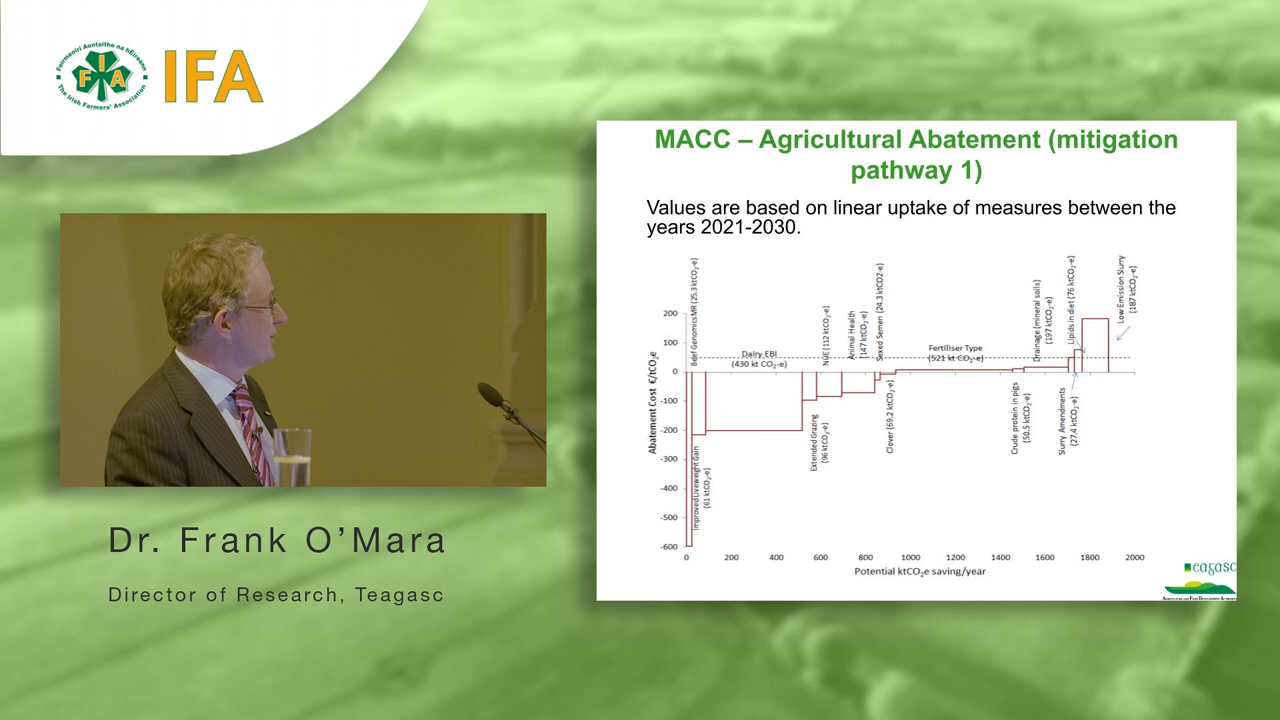 Feirmeoirí Aontaithe na hÉireann
FIA
The Irish Farmers' Association
IFA
MACC – Agricultural Abatement (mitigation
pathway 1)
Values are based on linear uptake of measures between the
years 2021-2030.
Abatement Cost €/tCO2e
200
100
0
-100
-200
-300
-400
-500
-600
Beef Genomics MR (25.3 ktCO2-e)
Improved Liveweight Gain
(61 ktCO2-e)
Dairy EBI
(430 kt CO2-e)
Extended Grazing
(96 ktCO2-e)
NUE (112 ktCO2-e)
Animal Health
(147 ktCO2-e)
Sexed Semen (24.3 ktCO2-e)
Clover (69.2 ktCO2-e)
Fertiliser Type
(521 kt CO2-e)
Crude protein in pigs
(50.5 ktCO2-e)
Drainage (mineral soils)
(197 ktCO2-e)
Slurry Amendments
(27.4 ktCO2-e)
Lipids in diet (76 ktCO2-e)
Low Emission Slurry
(187 ktCO2-e)
0 200 400 600 800 1000 1200 1400 1600 1800 2000
Potential ktCO2e saving/year
teagasc
Agriculture and Food Development Authority
Dr. Frank O'Mara
Director of Research, Teagasc